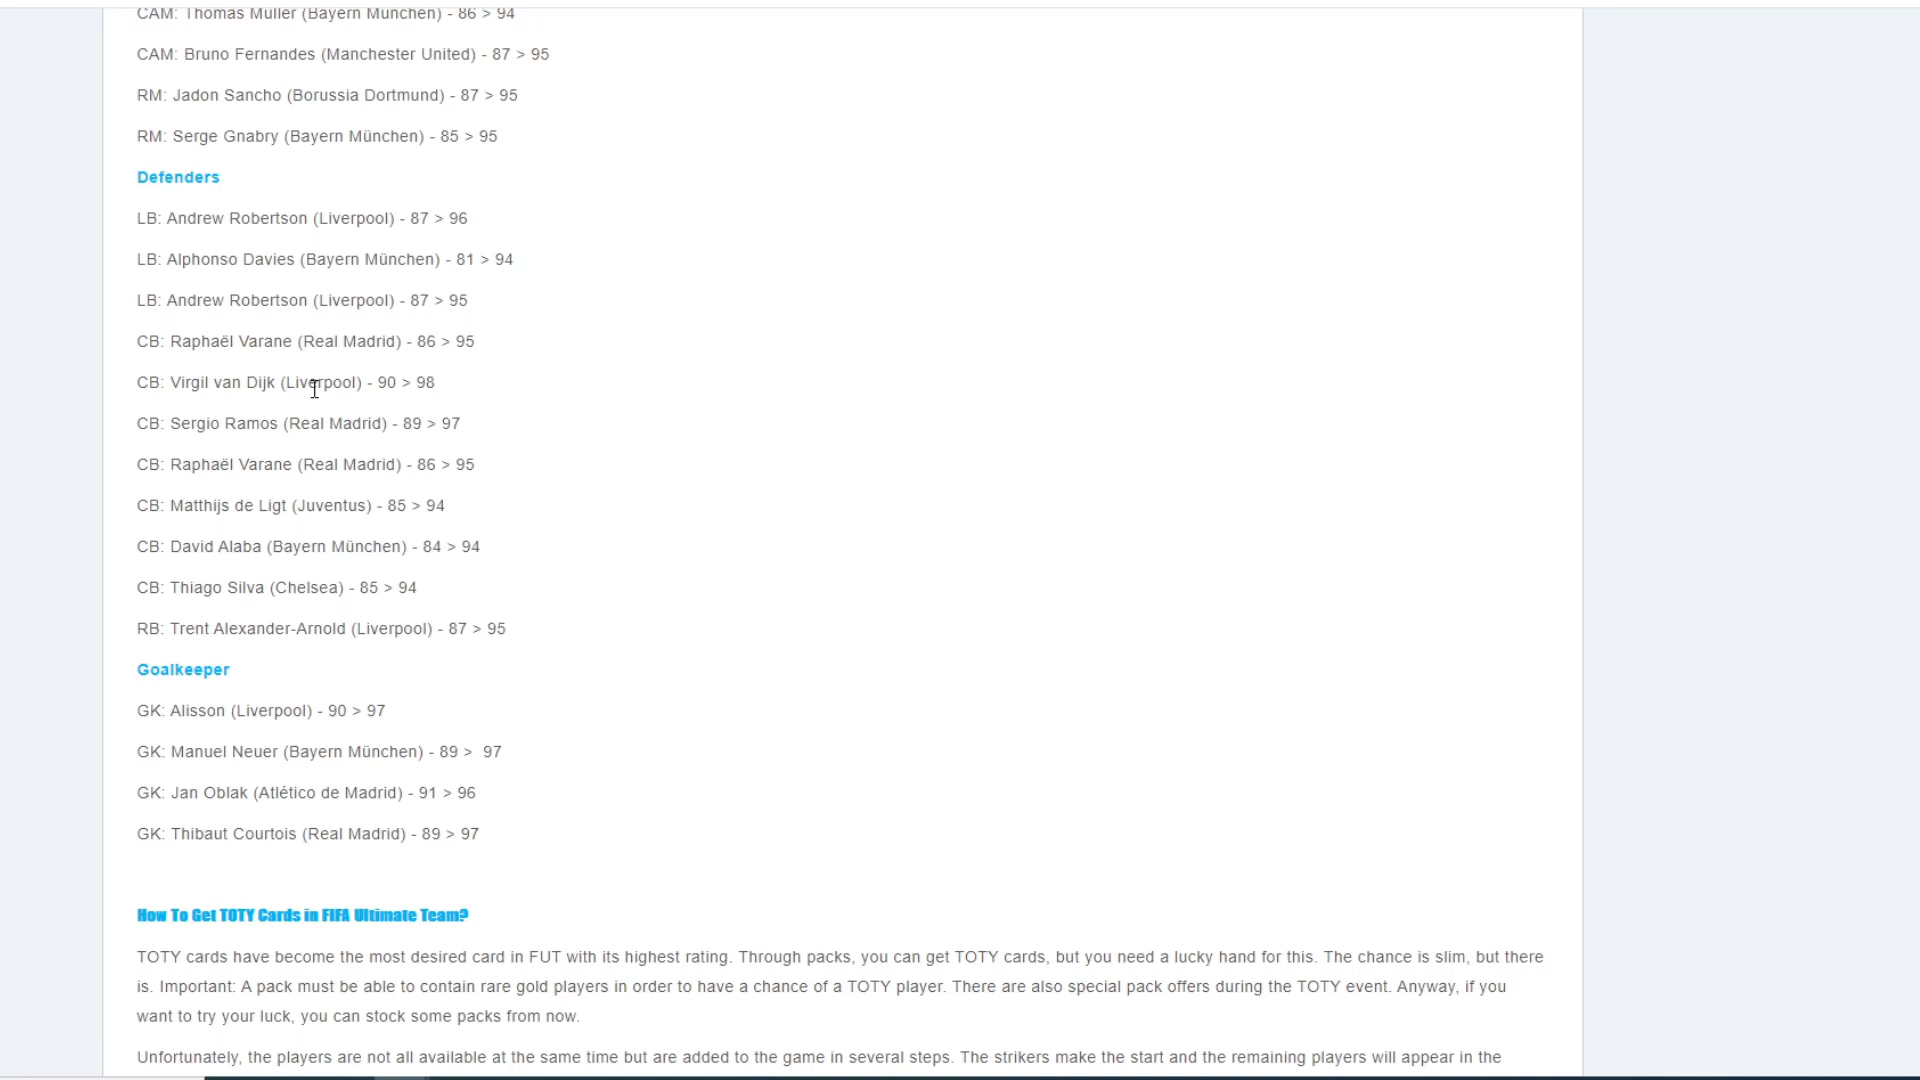 CAM: Thomas Müller (Bayern München) - 86 > 94
CAM: Bruno Fernandes (Manchester United) - 87 > 95
RM: Jadon Sancho (Borussia Dortmund) - 87 > 95
RM: Serge Gnabry (Bayern München) - 85 > 95
Defenders
LB: Andrew Robertson (Liverpool) - 87 > 96
LB: Alphonso Davies (Bayern München) - 81 > 94
LB: Andrew Robertson (Liverpool) - 87 > 95
CB: Raphaël Varane (Real Madrid) - 86 > 95
CB: Virgil van Dijk (Liverpool) - 90 > 98
CB: Sergio Ramos (Real Madrid) - 89 > 97
CB: Raphaël Varane (Real Madrid) - 86 > 95
CB: Matthijs de Ligt (Juventus) - 85 > 94
CB: David Alaba (Bayern München) - 84 > 94
CB: Thiago Silva (Chelsea) - 85 > 94
RB: Trent Alexander-Arnold (Liverpool) - 87 > 95
Goalkeeper
GK: Alisson (Liverpool) - 90 > 97
GK: Manuel Neuer (Bayern München) - 89 >  97
GK: Jan Oblak (Atlético de Madrid) - 91 > 96
GK: Thibaut Courtois (Real Madrid) - 89 > 97
How To Get TOTY Cards in FIFA Ultimate Team?
TOTY cards have become the most desired card in FUT with its highest rating. Through packs, you can get TOTY cards, but you need a lucky hand for this. The chance is slim, but there
is. Important: A pack must be able to contain rare gold players in order to have a chance of a TOTY player. There are also special pack offers during the TOTY event. Anyway, if you
want to try your luck, you can stock some packs from now.
Unfortunately, the players are not all available at the same time but are added to the game in several steps. The strikers make the start and the remaining players will appear in the